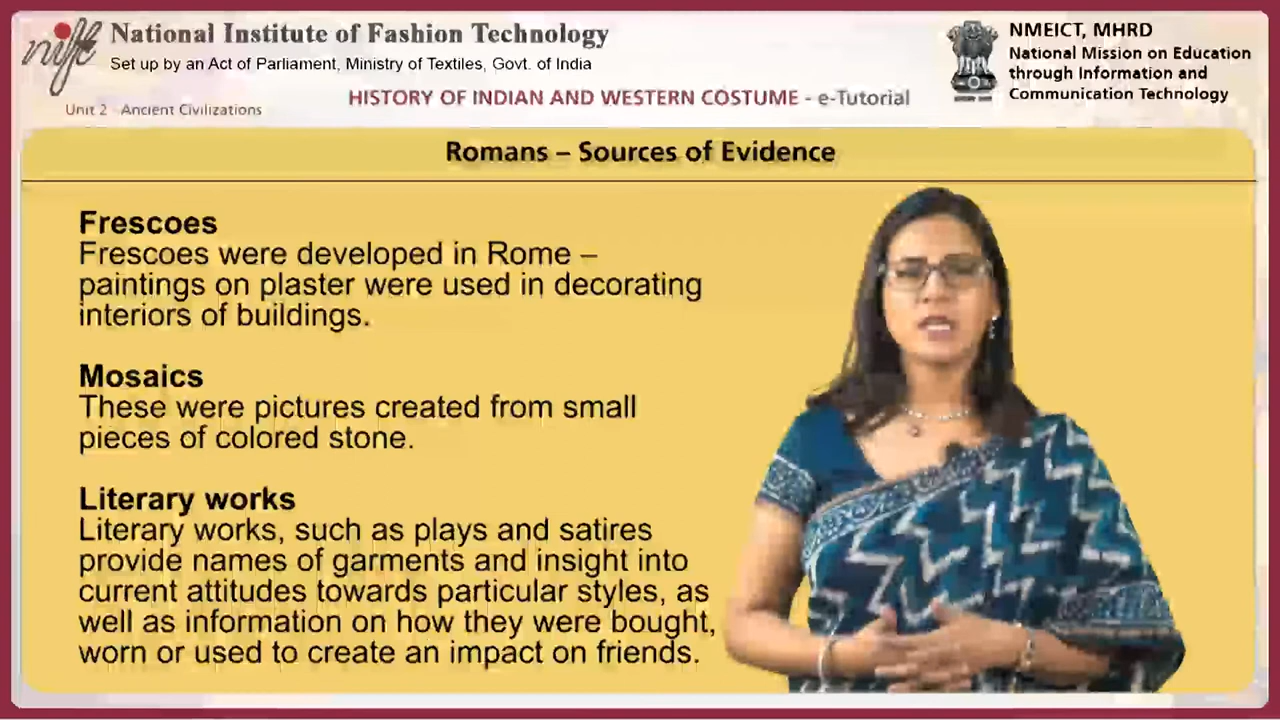 nift
National Institute of Fashion Technology
Set up by an Act of Parliament, Ministry of Textiles, Govt. of India
NMEICT, MHRD
National Mission on Education
through Information and
Communication Technology
Unit 2 - Ancient Civilizations
HISTORY OF INDIAN AND WESTERN COSTUME - e-Tutorial
Romans – Sources of Evidence
Frescoes
Frescoes were developed in Rome –
paintings on plaster were used in decorating
interiors of buildings.
Mosaics
These were pictures created from small
pieces of colored stone.
Literary works
Literary works, such as plays and satires
provide names of garments and insight into
current attitudes towards particular styles, as
well as information on how they were bought,
worn or used to create an impact on friends.